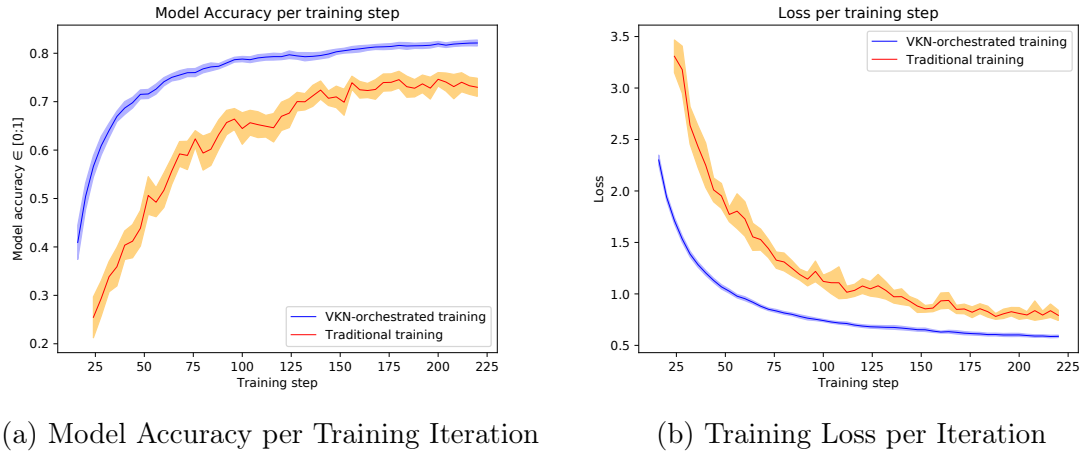 Model Accuracy per training step
Model accuracy ∈ [0;1]
0.8
0.7
0.6
0.5
0.4
0.3
0.2
VKN-orchestrated training
Traditional training
25 50 75 100 125 150 175 200 225
Training step
(a) Model Accuracy per Training Iteration
Loss per training step
Loss
3.5
3.0
2.5
2.0
1.5
1.0
0.5
VKN-orchestrated training
Traditional training
25 50 75 100 125 150 175 200 225
Training step
(b) Training Loss per Iteration